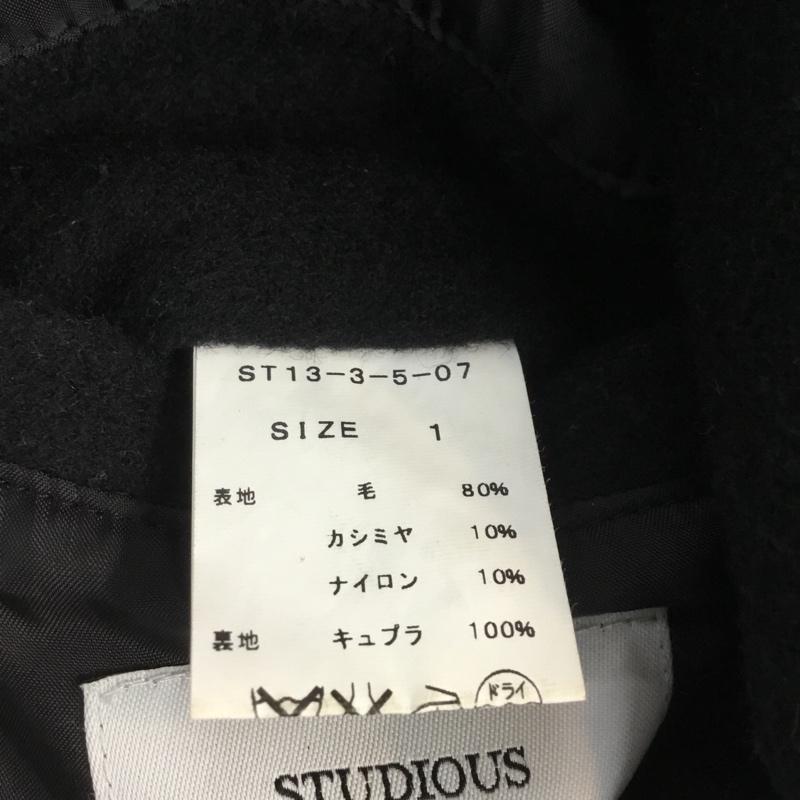 ST13-3-5-07
SIZE 1
表地 毛 80%
カシミヤ 10%
ナイロン 10%
裏地 キュプラ 100%
ドライ
STUDIOUS